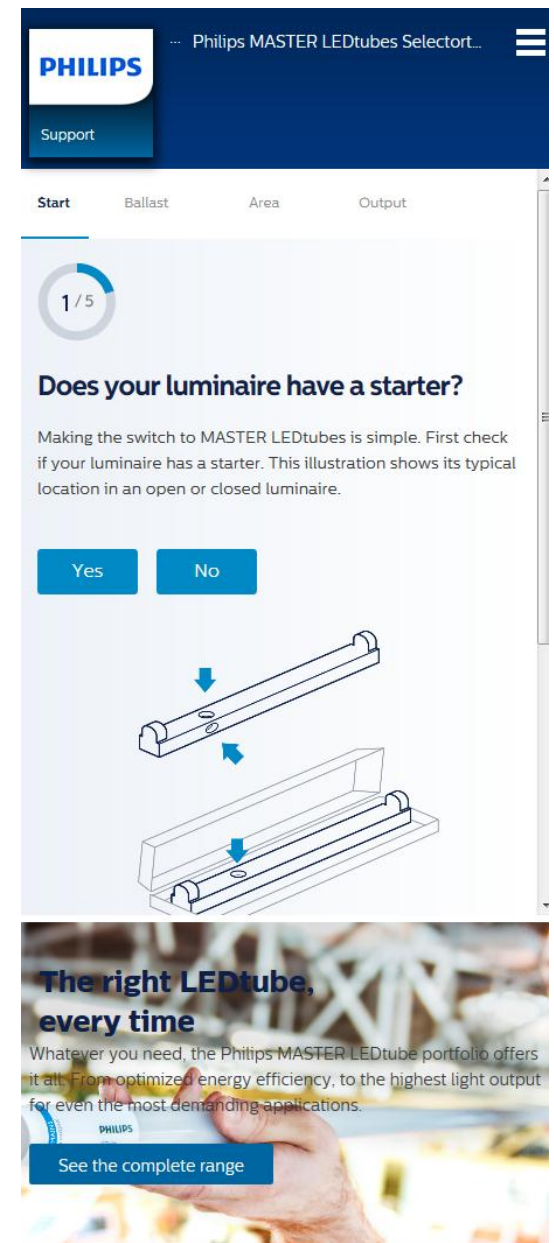 PHILIPS
Support
... Philips MASTER LEDtubes Selectort...
Start Ballast Area Output
1 / 5
Does your luminaire have a starter?
Making the switch to MASTER LEDtubes is simple. First check
if your luminaire has a starter. This illustration shows its typical
location in an open or closed luminaire.
Yes No
The right LEDtube,
every time
Whatever you need, the Philips MASTER LEDtube portfolio offers
it all. From optimized energy efficiency, to the highest light output
for even the most demanding applications.
PHILIPS
See the complete range